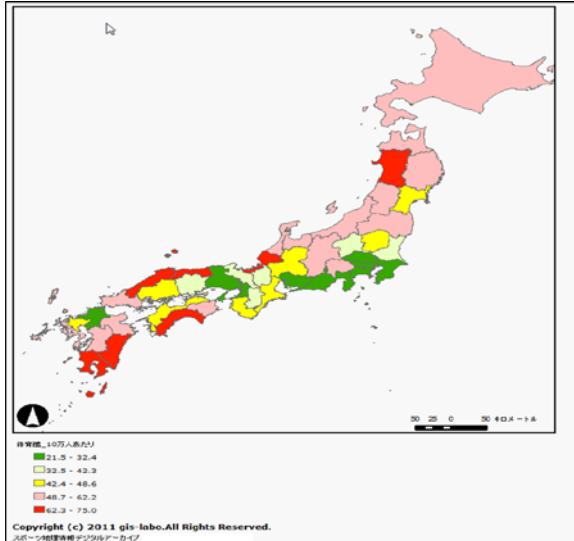 50 25 0 50 キロメートル
体育館_10万人あたり
21.5 - 32.4
32.5 - 42.3
42.4 - 48.6
48.7 - 62.2
62.3 - 75.0
Copyright (c) 2011 gis-labo.All Rights Reserved.
スポーツ地理情報デジタルアーカイブ